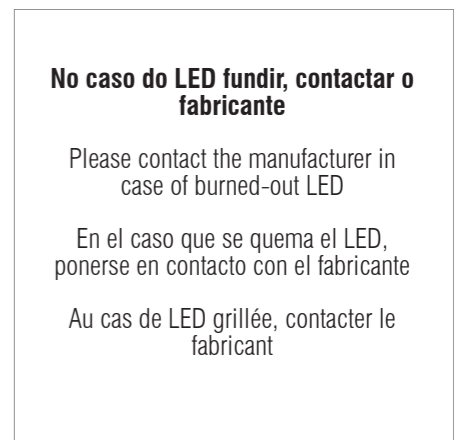 No caso do LED fundir, contactar o
fabricante
Please contact the manufacturer in
case of burned-out LED
En el caso que se quema el LED,
ponerse en contacto con el fabricante
Au cas de LED grillée, contacter le
fabricant